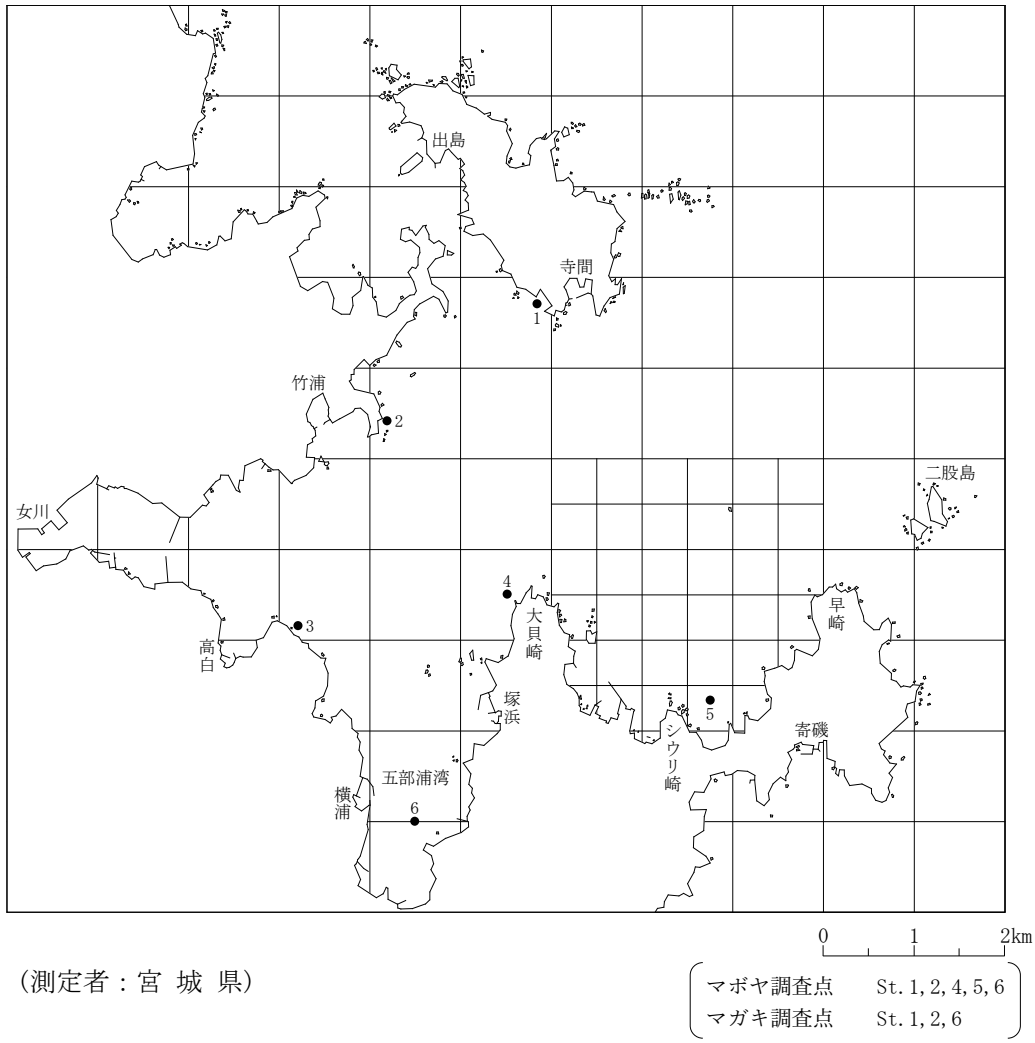 出島
寺間
1
竹浦
2
二股島
女川
4
大貝崎
早崎
3
高白
塚浜
5
シウリ崎
寄磯
五部浦湾
横浦
6
0 1 2km
(測定者：宮 城 県)
マボヤ調査点 St.1,2,4,5,6
マガキ調査点 St.1,2,6